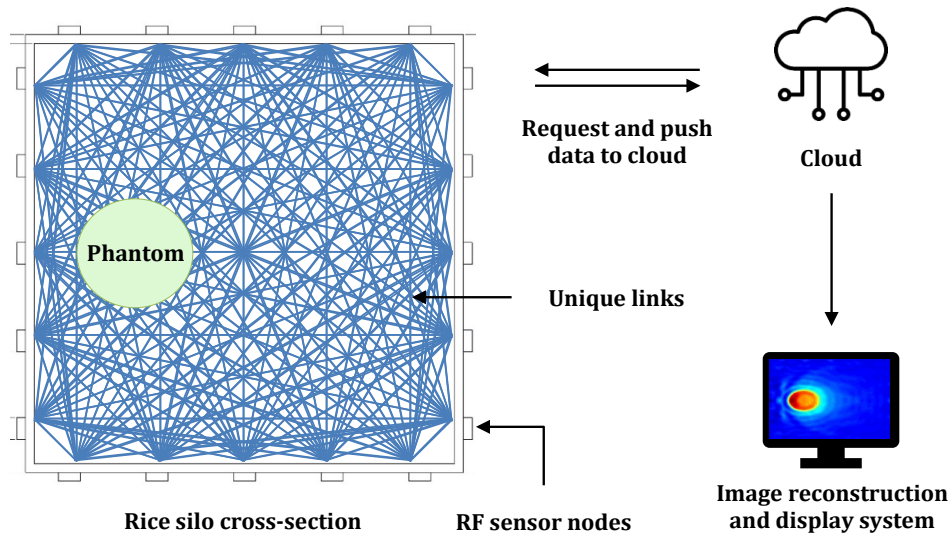 Phantom
Request and push
data to cloud
Cloud
Unique links
Rice silo cross-section
RF sensor nodes
Image reconstruction
and display system